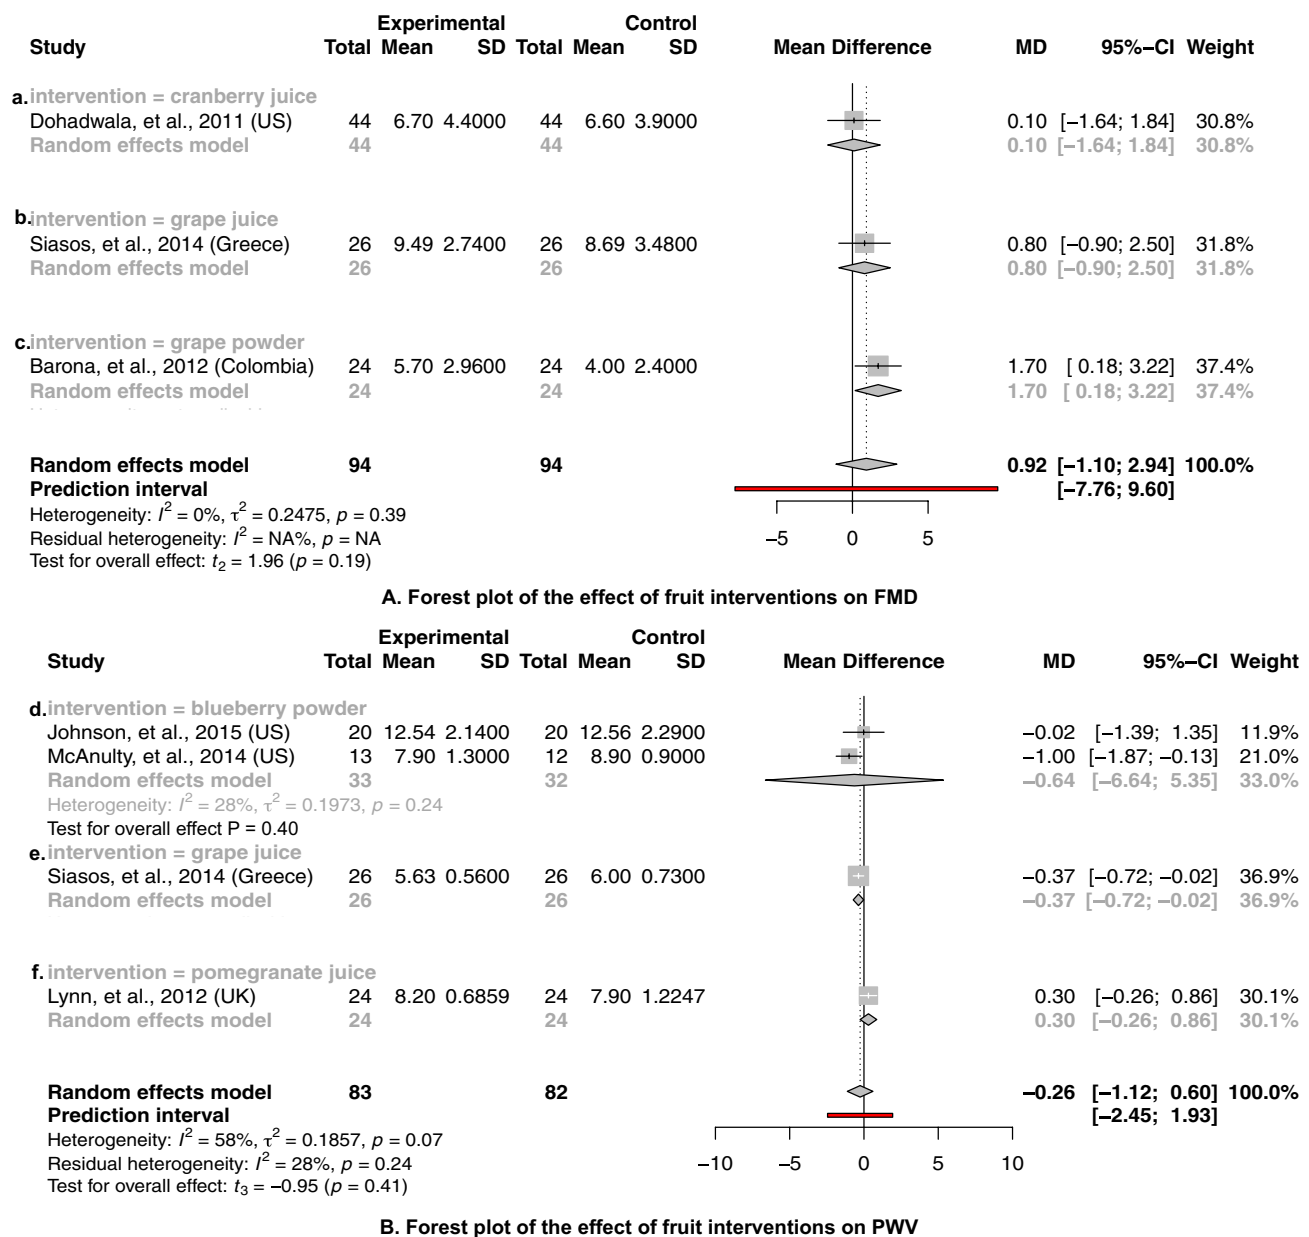 Experimental Control
Study Total Mean SD Total Mean SD Mean Difference MD 95%−CI Weight
a. intervention = cranberry juice
Dohadwala, et al., 2011 (US) 44 6.70 4.4000 44 6.60 3.9000 0.10 [−1.64; 1.84] 30.8%
Random effects model 44 44 0.10 [−1.64; 1.84] 30.8%
b. intervention = grape juice
Siasos, et al., 2014 (Greece) 26 9.49 2.7400 26 8.69 3.4800 0.80 [−0.90; 2.50] 31.8%
Random effects model 26 26 0.80 [−0.90; 2.50] 31.8%
c. intervention = grape powder
Barona, et al., 2012 (Colombia) 24 5.70 2.9600 24 4.00 2.4000 1.70 [ 0.18; 3.22] 37.4%
Random effects model 24 24 1.70 [ 0.18; 3.22] 37.4%
Random effects model 94 94 0.92 [−1.10; 2.94] 100.0%
Prediction interval [−7.76; 9.60]
Heterogeneity: I² = 0%, τ² = 0.2475, p = 0.39
Residual heterogeneity: I² = NA%, p = NA
−5 0 5
Test for overall effect: t₂ = 1.96 (p = 0.19)
A. Forest plot of the effect of fruit interventions on FMD
Experimental Control
Study Total Mean SD Total Mean SD Mean Difference MD 95%−CI Weight
d. intervention = blueberry powder
Johnson, et al., 2015 (US) 20 12.54 2.1400 20 12.56 2.2900 −0.02 [−1.39; 1.35] 11.9%
McAnulty, et al., 2014 (US) 13 7.90 1.3000 12 8.90 0.9000 −1.00 [−1.87; −0.13] 21.0%
Random effects model 33 32 −0.64 [−6.64; 5.35] 33.0%
Heterogeneity: I² = 28%, τ² = 0.1973, p = 0.24
Test for overall effect P = 0.40
e. intervention = grape juice
Siasos, et al., 2014 (Greece) 26 5.63 0.5600 26 6.00 0.7300 −0.37 [−0.72; −0.02] 36.9%
Random effects model 26 26 −0.37 [−0.72; −0.02] 36.9%
f. intervention = pomegranate juice
Lynn, et al., 2012 (UK) 24 8.20 0.6859 24 7.90 1.2247 0.30 [−0.26; 0.86] 30.1%
Random effects model 24 24 0.30 [−0.26; 0.86] 30.1%
Random effects model 83 82 −0.26 [−1.12; 0.60] 100.0%
Prediction interval [−2.45; 1.93]
Heterogeneity: I² = 58%, τ² = 0.1857, p = 0.07
Residual heterogeneity: I² = 28%, p = 0.24
−10 −5 0 5 10
Test for overall effect: t₃ = −0.95 (p = 0.41)
B. Forest plot of the effect of fruit interventions on PWV